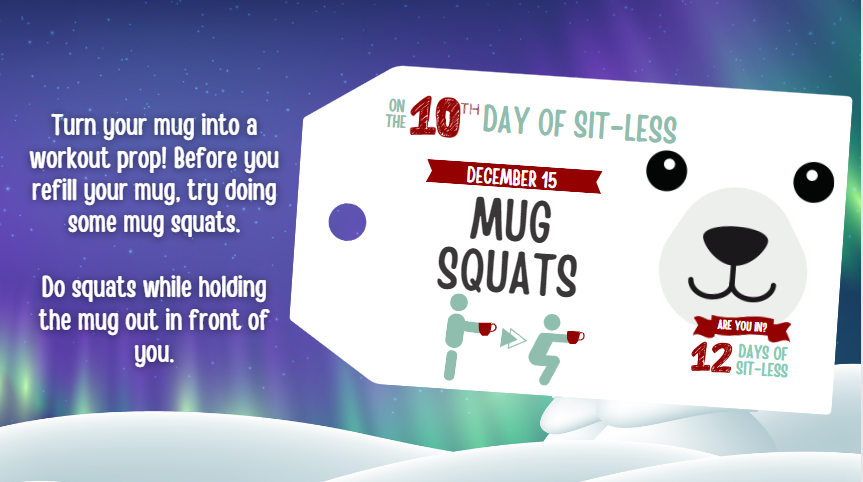 Turn your mug into a
workout prop! Before you
refill your mug, try doing
some mug squats.
Do squats while holding
the mug out in front of
you.
ON
THE
10TH DAY OF SIT-LESS
DECEMBER 15
MUG
SQUATS
ARE YOU IN?
12 DAYS OF
SIT-LESS